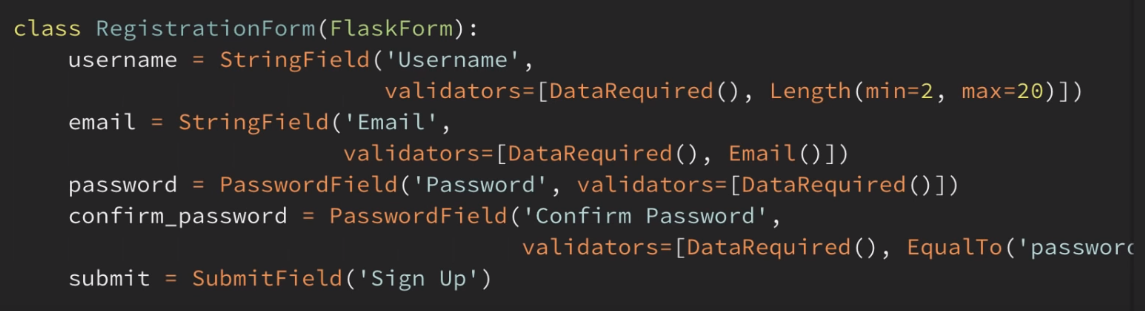 class RegistrationForm(FlaskForm):
    username = StringField('Username',
                           validators=[DataRequired(), Length(min=2, max=20)])
    email = StringField('Email',
                        validators=[DataRequired(), Email()])
    password = PasswordField('Password', validators=[DataRequired()])
    confirm_password = PasswordField('Confirm Password',
                                     validators=[DataRequired(), EqualTo('passwor
    submit = SubmitField('Sign Up')